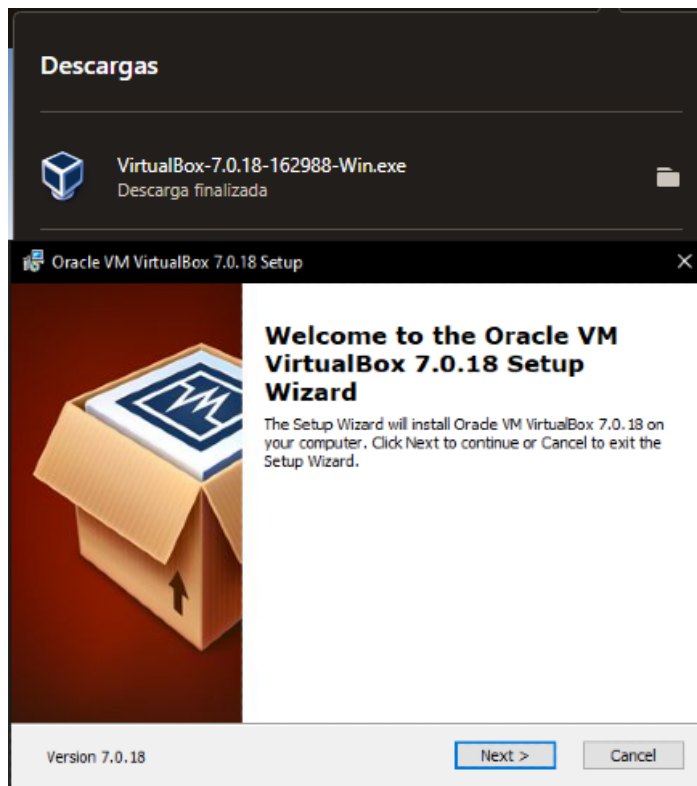 Descargas
VirtualBox-7.0.18-162988-Win.exe
Descarga finalizada
Oracle VM VirtualBox 7.0.18 Setup
Welcome to the Oracle VM
VirtualBox 7.0.18 Setup
Wizard
The Setup Wizard will install Oracle VM VirtualBox 7.0.18 on
your computer. Click Next to continue or Cancel to exit the
Setup Wizard.
Version 7.0.18
Next >
Cancel